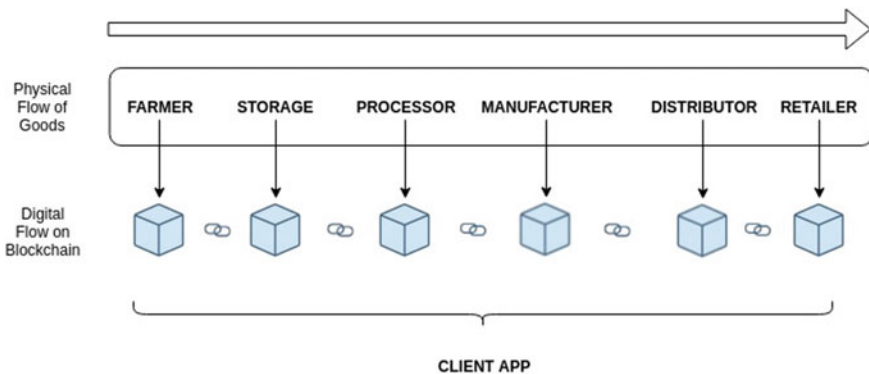 Physical
Flow of
Goods
FARMER STORAGE PROCESSOR MANUFACTURER DISTRIBUTOR RETAILER
Digital
Flow on
Blockchain
CLIENT APP